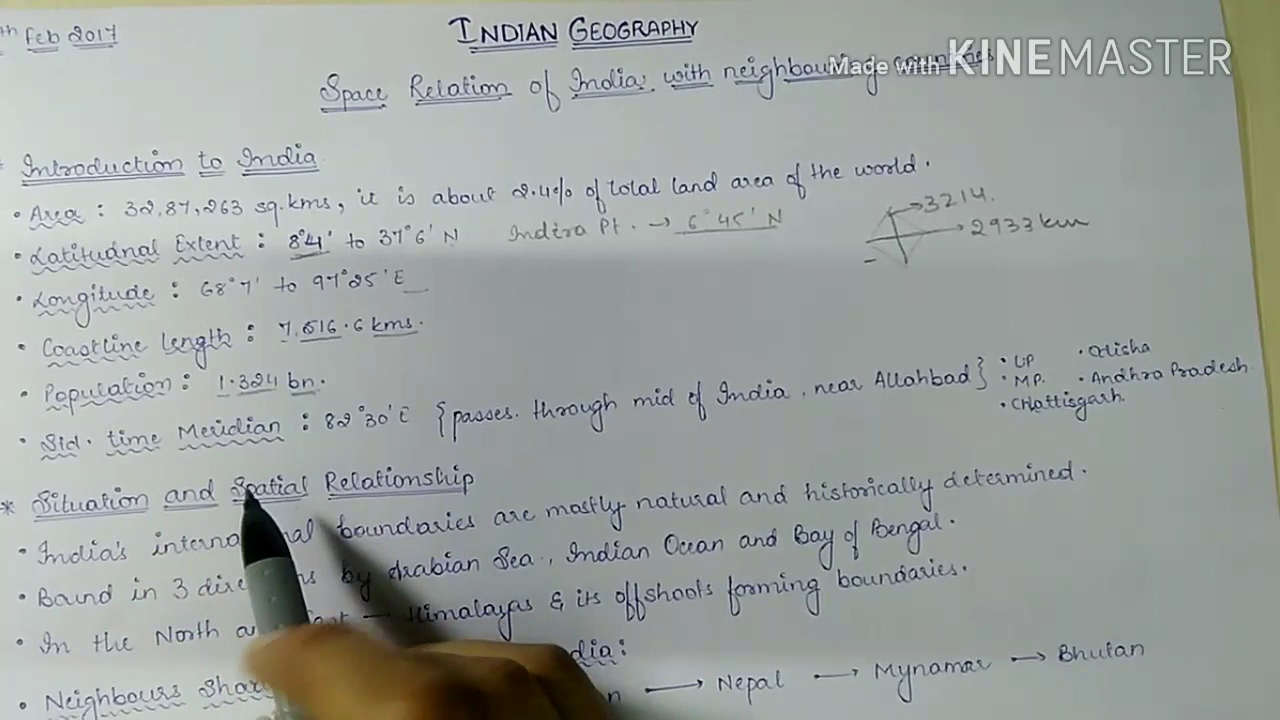 th Feb 2017
INDIAN GEOGRAPHY
Space Relation of India with neighbouring
Made with KINEMASTER
* Introduction to India
• Area : 32,87,263 sq.kms, it is about 2.4% of total land area of the world.
• Latitudnal Extent : 8°4' to 37°6' N Indira Pt. → 6°45' N
3214.
2933 km
• Longitude : 68°7' to 97°25' E
• Coastline length : 7,516.6 kms.
• Population : 1.324 bn.
• Std. time Meridian : 82°30' E {passes through mid of India, near Allahbad}
• UP • Odisha
• MP. • Andhra Pradesh
• Chattisgarh
* Situation and Spatial Relationship
• India's boundaries are mostly natural and historically determined.
• Bound in 3 by Arabian Sea, Indian Ocean and Bay of Bengal.
• In the North Himalayas & its offshoots forming boundaries.
• Neighbours :
→ Nepal → Mynamar → Bhutan